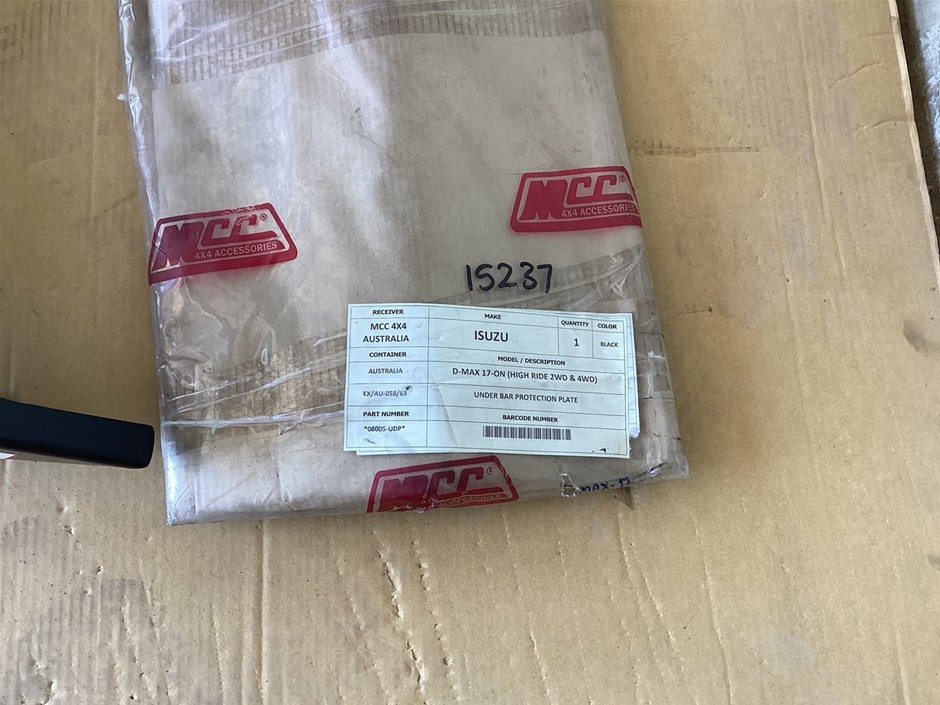 MCC®
4X4 ACCESSORIES
MCC®
4X4 ACCESSORIES
15237
RECEIVER
MAKE
QUANTITY
COLOR
MCC 4X4
AUSTRALIA
ISUZU
1
BLACK
CONTAINER
MODEL / DESCRIPTION
AUSTRALIA
D-MAX 17-ON (HIGH RIDE 2WD & 4WD)
EX/AU-058/63
UNDER BAR PROTECTION PLATE
PART NUMBER
BARCODE NUMBER
*08005-UDP*
MCC®
4X4 ACCESSORIES